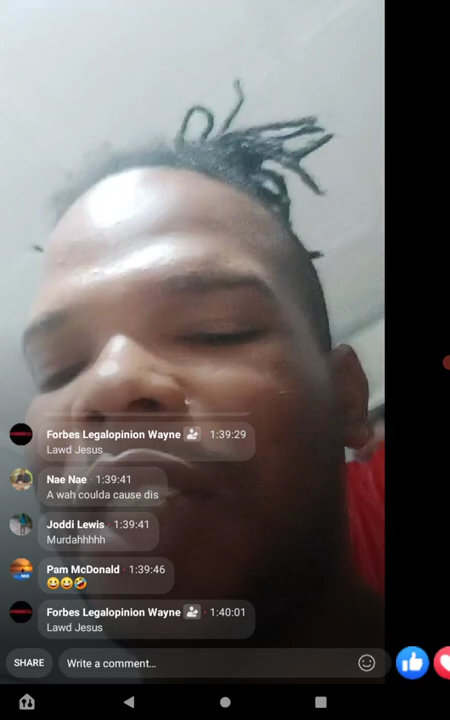 Forbes Legalopinion Wayne · 1:39:29
Lawd Jesus
Nae Nae · 1:39:41
A wah coulda cause dis
Joddi Lewis · 1:39:41
Murdahhhhh
Pam McDonald · 1:39:46
😀😀🤣
Forbes Legalopinion Wayne · 1:40:01
Lawd Jesus
SHARE Write a comment...